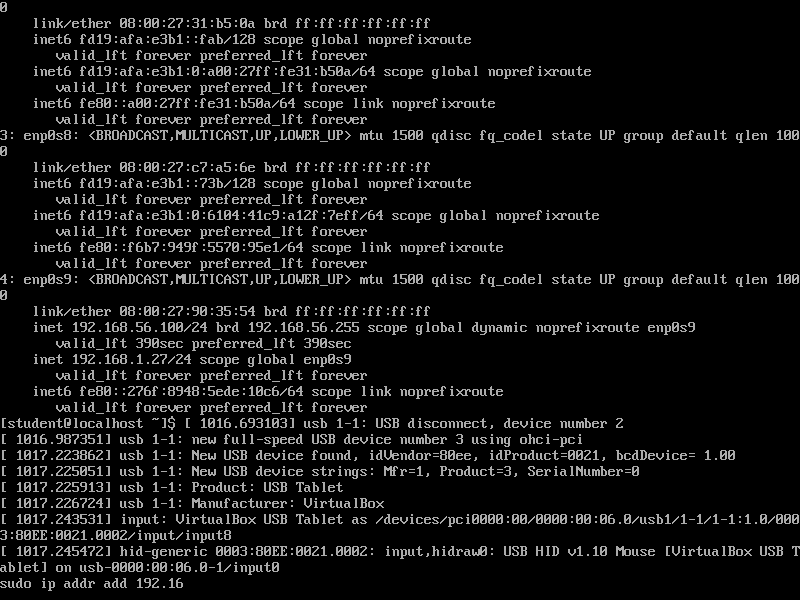 0
    link/ether 08:00:27:31:b5:0a brd ff:ff:ff:ff:ff:ff
    inet6 fd19:afa:e3b1::fab/128 scope global noprefixroute
       valid_lft forever preferred_lft forever
    inet6 fd19:afa:e3b1:0:a00:27ff:fe31:b50a/64 scope global noprefixroute
       valid_lft forever preferred_lft forever
    inet6 fe80::a00:27ff:fe31:b50a/64 scope link noprefixroute
       valid_lft forever preferred_lft forever
3: enp0s8: <BROADCAST,MULTICAST,UP,LOWER_UP> mtu 1500 qdisc fq_codel state UP group default qlen 100
0
    link/ether 08:00:27:c7:a5:6e brd ff:ff:ff:ff:ff:ff
    inet6 fd19:afa:e3b1::73b/128 scope global noprefixroute
       valid_lft forever preferred_lft forever
    inet6 fd19:afa:e3b1:0:6104:41c9:a12f:7eff/64 scope global noprefixroute
       valid_lft forever preferred_lft forever
    inet6 fe80::f6b7:949f:5570:95e1/64 scope link noprefixroute
       valid_lft forever preferred_lft forever
4: enp0s9: <BROADCAST,MULTICAST,UP,LOWER_UP> mtu 1500 qdisc fq_codel state UP group default qlen 100
0
    link/ether 08:00:27:90:35:54 brd ff:ff:ff:ff:ff:ff
    inet 192.168.56.100/24 brd 192.168.56.255 scope global dynamic noprefixroute enp0s9
       valid_lft 390sec preferred_lft 390sec
    inet 192.168.1.27/24 scope global enp0s9
       valid_lft forever preferred_lft forever
    inet6 fe80::276f:8948:5ede:10c6/64 scope link noprefixroute
       valid_lft forever preferred_lft forever
[student@localhost ~]$ [ 1016.693103] usb 1-1: USB disconnect, device number 2
[ 1016.987351] usb 1-1: new full-speed USB device number 3 using ohci-pci
[ 1017.223862] usb 1-1: New USB device found, idVendor=80ee, idProduct=0021, bcdDevice= 1.00
[ 1017.225051] usb 1-1: New USB device strings: Mfr=1, Product=3, SerialNumber=0
[ 1017.225913] usb 1-1: Product: USB Tablet
[ 1017.226724] usb 1-1: Manufacturer: VirtualBox
[ 1017.243531] input: VirtualBox USB Tablet as /devices/pci0000:00/0000:00:06.0/usb1/1-1/1-1:1.0/000
3:80EE:0021.0002/input/input8
[ 1017.245472] hid-generic 0003:80EE:0021.0002: input,hidraw0: USB HID v1.10 Mouse [VirtualBox USB T
ablet] on usb-0000:00:06.0-1/input0
sudo ip addr add 192.16